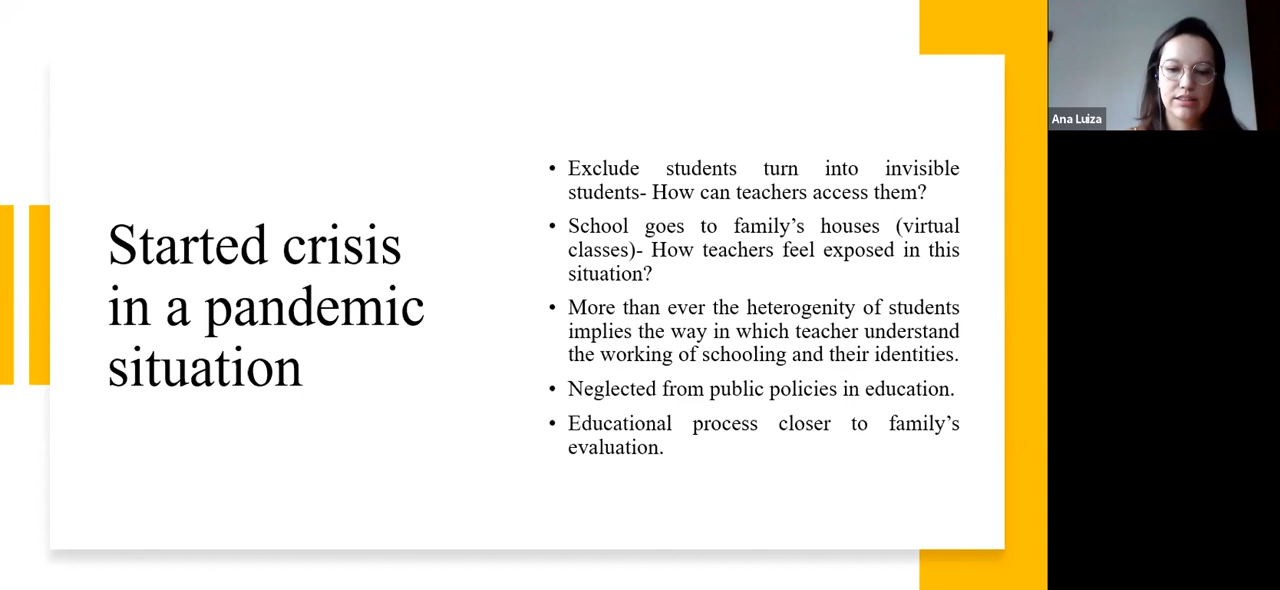 Started crisis
in a pandemic
situation
• Exclude students turn into invisible
students- How can teachers access them?
• School goes to family’s houses (virtual
classes)- How teachers feel exposed in this
situation?
• More than ever the heterogenity of students
implies the way in which teacher understand
the working of schooling and their identities.
• Neglected from public policies in education.
• Educational process closer to family’s
evaluation.
Ana Luiza